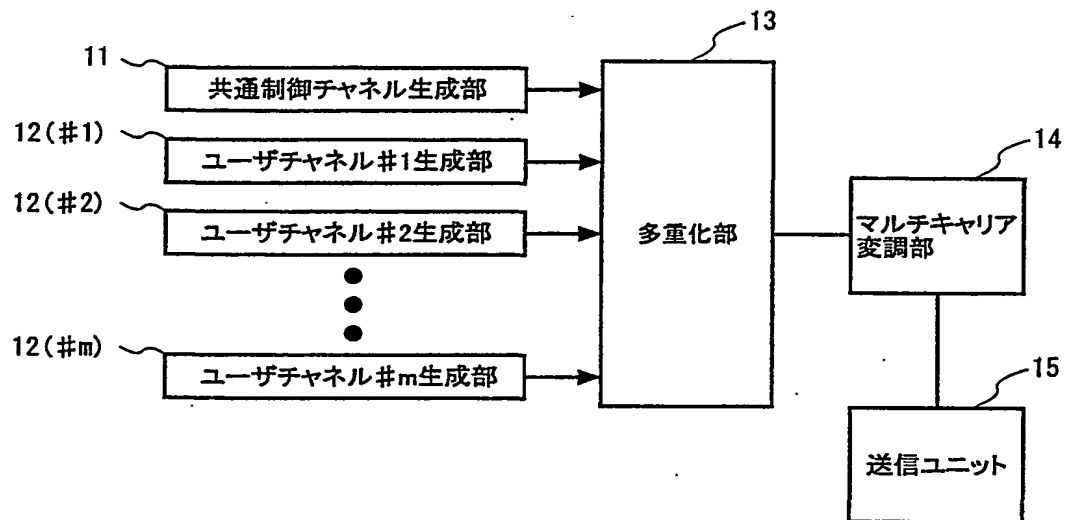 11
共通制御チャネル生成部
13
12(#1)
ユーザチャネル#1生成部
12(#2)
ユーザチャネル#2生成部
12(#m)
ユーザチャネル#m生成部
多重化部
14
マルチキャリア
変調部
15
送信ユニット